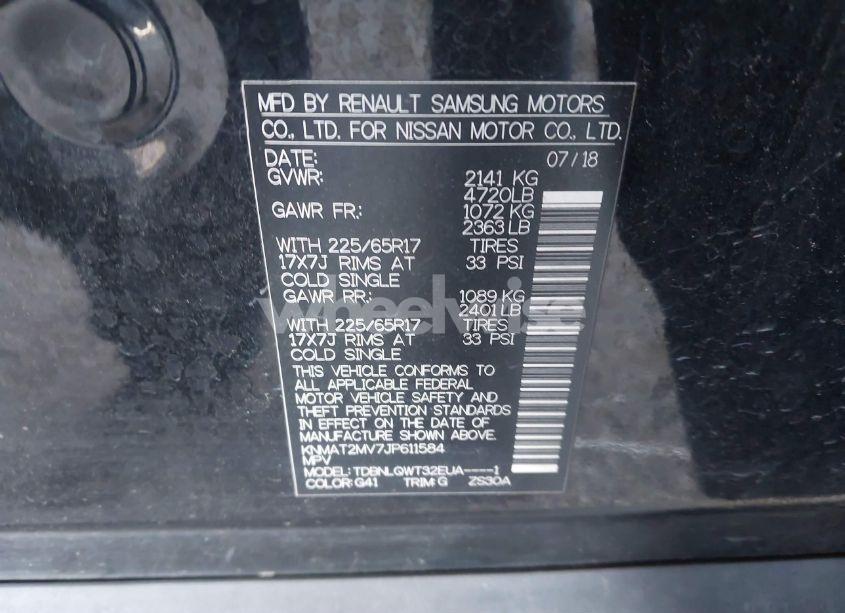 MFD BY RENAULT SAMSUNG MOTORS
CO., LTD. FOR NISSAN MOTOR CO., LTD.
DATE: 07/18
GVWR: 2141 KG
4720LB
GAWR FR: 1072 KG
2363 LB
WITH 225/65R17 TIRES
17X7J RIMS AT 33 PSI
COLD SINGLE
GAWR RR: 1089 KG
2401 LB
WITH 225/65R17 TIRES
17X7J RIMS AT 33 PSI
COLD SINGLE
THIS VEHICLE CONFORMS TO
ALL APPLICABLE FEDERAL
MOTOR VEHICLE SAFETY AND
THEFT PREVENTION STANDARDS
IN EFFECT ON THE DATE OF
MANUFACTURE SHOWN ABOVE.
KNMAT2MV7JP611584
MPV
MODEL: TDBNLQWT32EUA----1
COLOR: G41 TRIM: G ZS30A
wheelwise